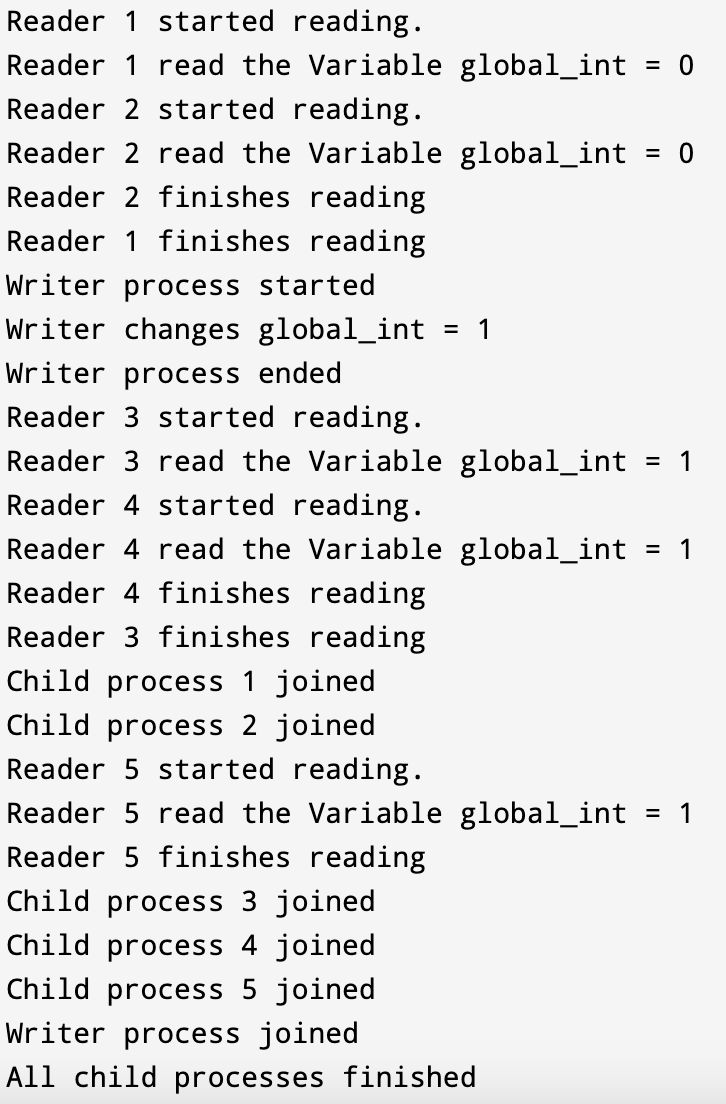 Reader 1 started reading.
Reader 1 read the Variable global_int = 0
Reader 2 started reading.
Reader 2 read the Variable global_int = 0
Reader 2 finishes reading
Reader 1 finishes reading
Writer process started
Writer changes global_int = 1
Writer process ended
Reader 3 started reading.
Reader 3 read the Variable global_int = 1
Reader 4 started reading.
Reader 4 read the Variable global_int = 1
Reader 4 finishes reading
Reader 3 finishes reading
Child process 1 joined
Child process 2 joined
Reader 5 started reading.
Reader 5 read the Variable global_int = 1
Reader 5 finishes reading
Child process 3 joined
Child process 4 joined
Child process 5 joined
Writer process joined
All child processes finished